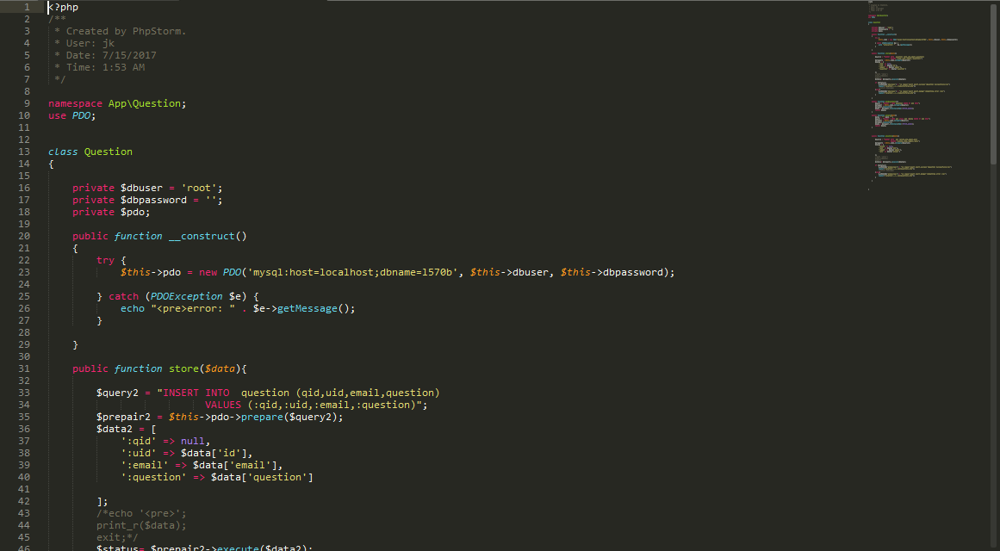 1 <?php
2 /**
3  * Created by PhpStorm.
4  * User: jk
5  * Date: 7/15/2017
6  * Time: 1:53 AM
7  */
8
9 namespace App\Question;
10 use PDO;
11
12
13 class Question
14 {
15
16     private $dbuser = 'root';
17     private $dbpassword = '';
18     private $pdo;
19
20     public function __construct()
21     {
22         try {
23             $this->pdo = new PDO('mysql:host=localhost;dbname=l570b', $this->dbuser, $this->dbpassword);
24
25         } catch (PDOException $e) {
26             echo "<pre>error: " . $e->getMessage();
27         }
28
29     }
30
31     public function store($data){
32
33         $query2 = "INSERT INTO  question (qid,uid,email,question)
34                           VALUES (:qid,:uid,:email,:question)";
35         $prepair2 = $this->pdo->prepare($query2);
36         $data2 = [
37             ':qid' => null,
38             ':uid' => $data['id'],
39             ':email' => $data['email'],
40             ':question' => $data['question']
41
42         ];
43         /*echo '<pre>';
44         print_r($data);
45         exit;*/
46         $status= $prepair2->execute($data2);